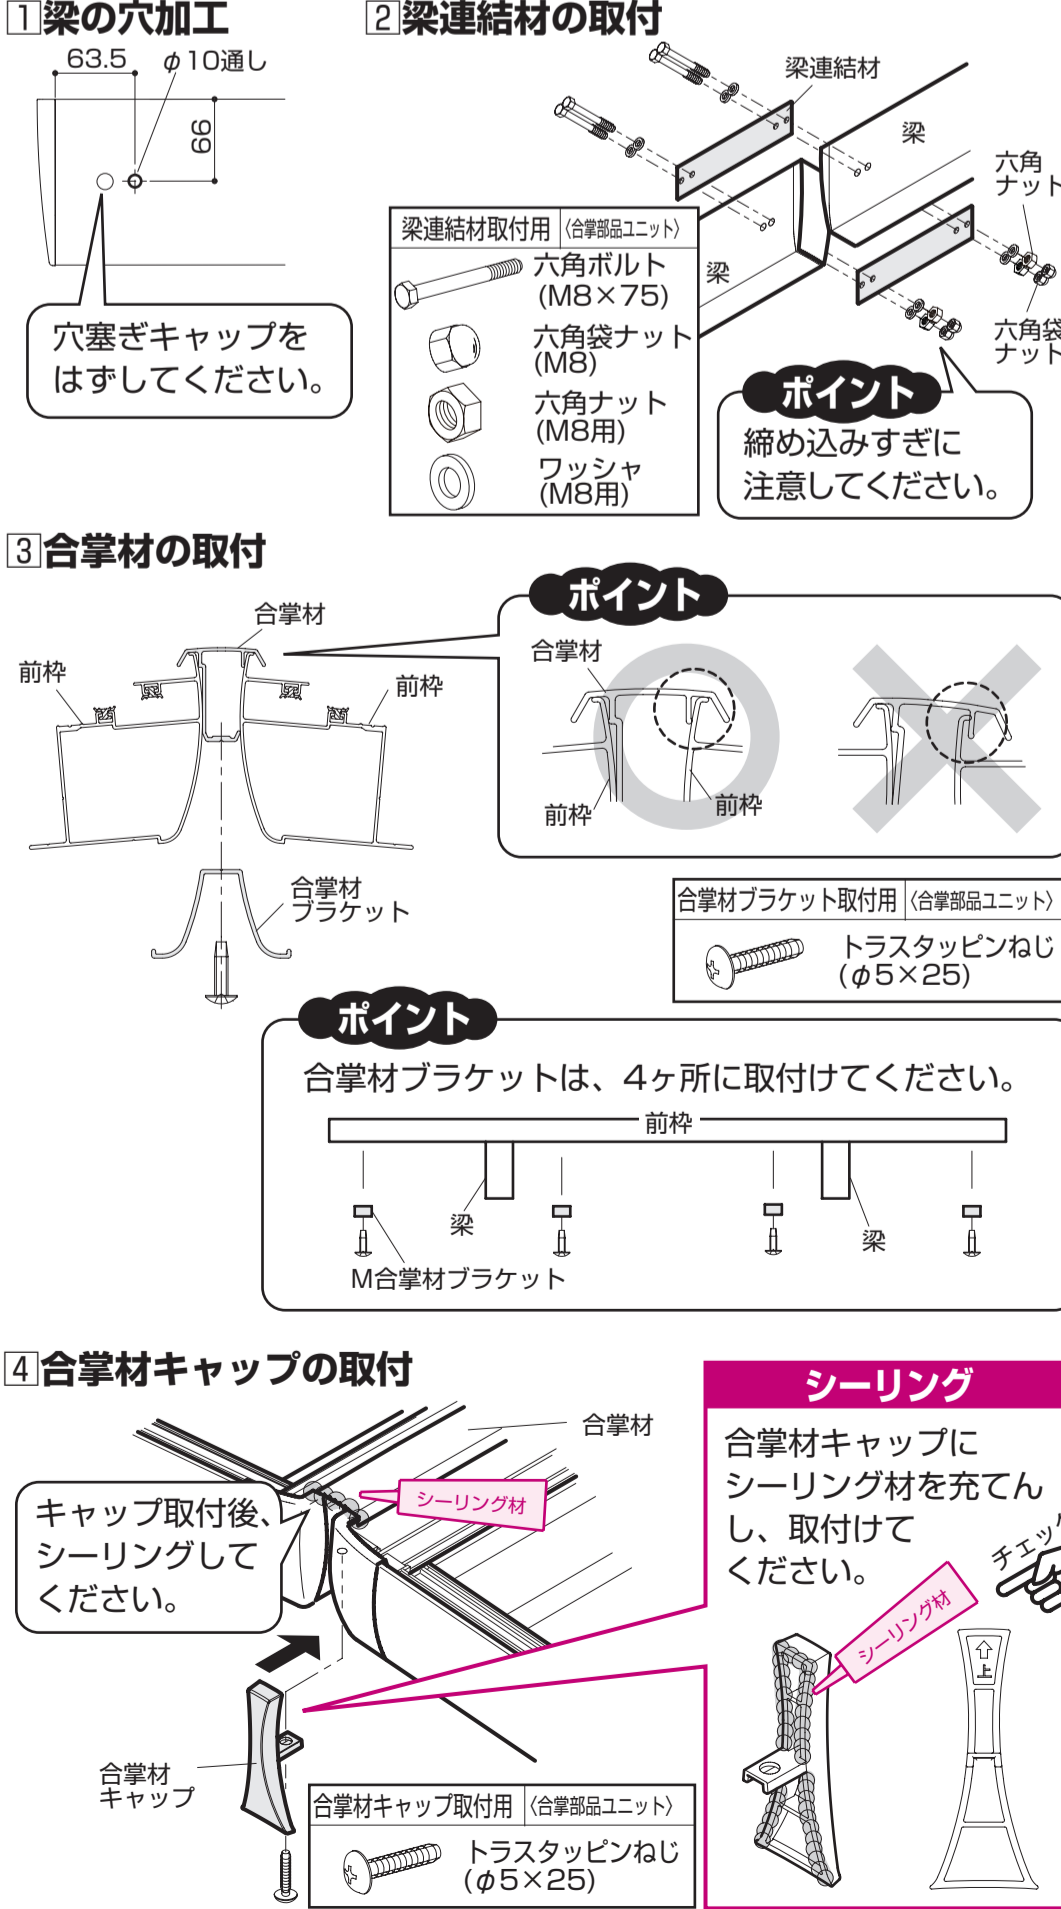 1 梁の穴加工
63.5
φ10通し
66
穴塞ぎキャップを
はずしてください。
2 梁連結材の取付
梁連結材
梁
六角
ナット
梁
六角袋
ナット
梁連結材取付用 〈合掌部品ユニット〉
六角ボルト
(M8×75)
六角袋ナット
(M8)
六角ナット
(M8用)
ワッシャ
(M8用)
ポイント
締め込みすぎに
注意してください。
3 合掌材の取付
合掌材
前枠
前枠
合掌材
ブラケット
ポイント
合掌材
前枠
前枠
合掌材ブラケット取付用 〈合掌部品ユニット〉
トラスタッピンねじ
(φ5×25)
ポイント
合掌材ブラケットは、4ヶ所に取付けてください。
前枠
梁
梁
M合掌材ブラケット
4 合掌材キャップの取付
合掌材
シーリング材
キャップ取付後、
シーリングして
ください。
合掌材
キャップ
合掌材キャップ取付用 〈合掌部品ユニット〉
トラスタッピンねじ
(φ5×25)
シーリング
合掌材キャップに
シーリング材を充てん
し、取付けて
ください。
チェック
シーリング材
上